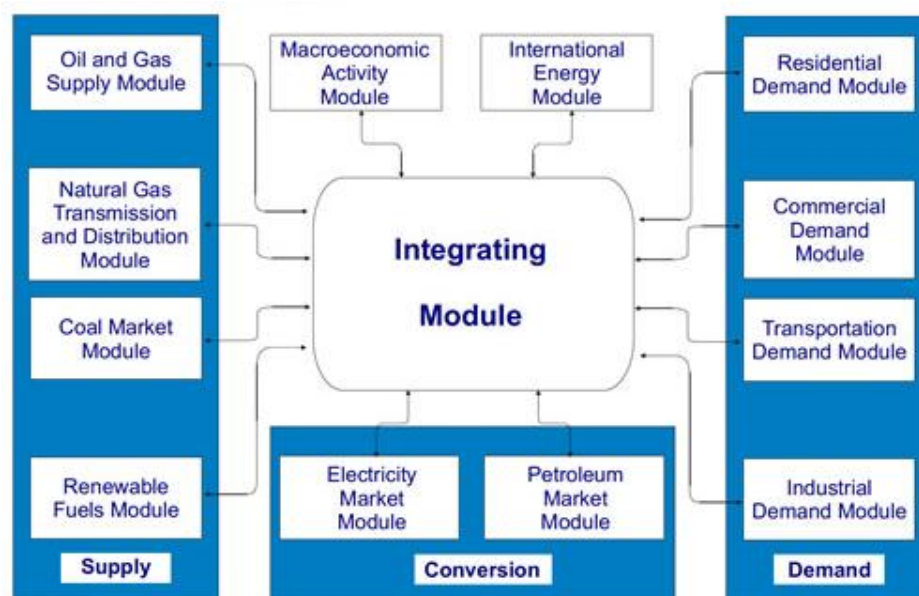 Oil and Gas
Supply Module
Macroeconomic
Activity
Module
International
Energy
Module
Residential
Demand Module
Natural Gas
Transmission
and Distribution
Module
Integrating
Module
Commercial
Demand
Module
Coal Market
Module
Transportation
Demand Module
Renewable
Fuels Module
Electricity
Market
Module
Petroleum
Market
Module
Industrial
Demand Module
Supply
Conversion
Demand